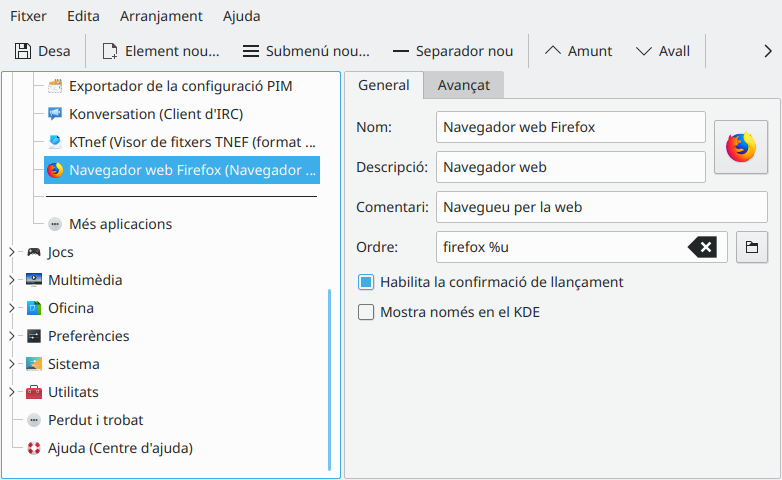 Fitxer Edita Arranjament Ajuda
Desa Element nou... Submenú nou... Separador nou Amunt Avall
Exportador de la configuració PIM
Konversation (Client d'IRC)
KTnef (Visor de fitxers TNEF (format ...
Navegador web Firefox (Navegador ...
Més aplicacions
Jocs
Multimèdia
Oficina
Preferències
Sistema
Utilitats
Perdut i trobat
Ajuda (Centre d'ajuda)
General Avançat
Nom: Navegador web Firefox
Descripció: Navegador web
Comentari: Navegueu per la web
Ordre: firefox %u
Habilita la confirmació de llançament
Mostra només en el KDE